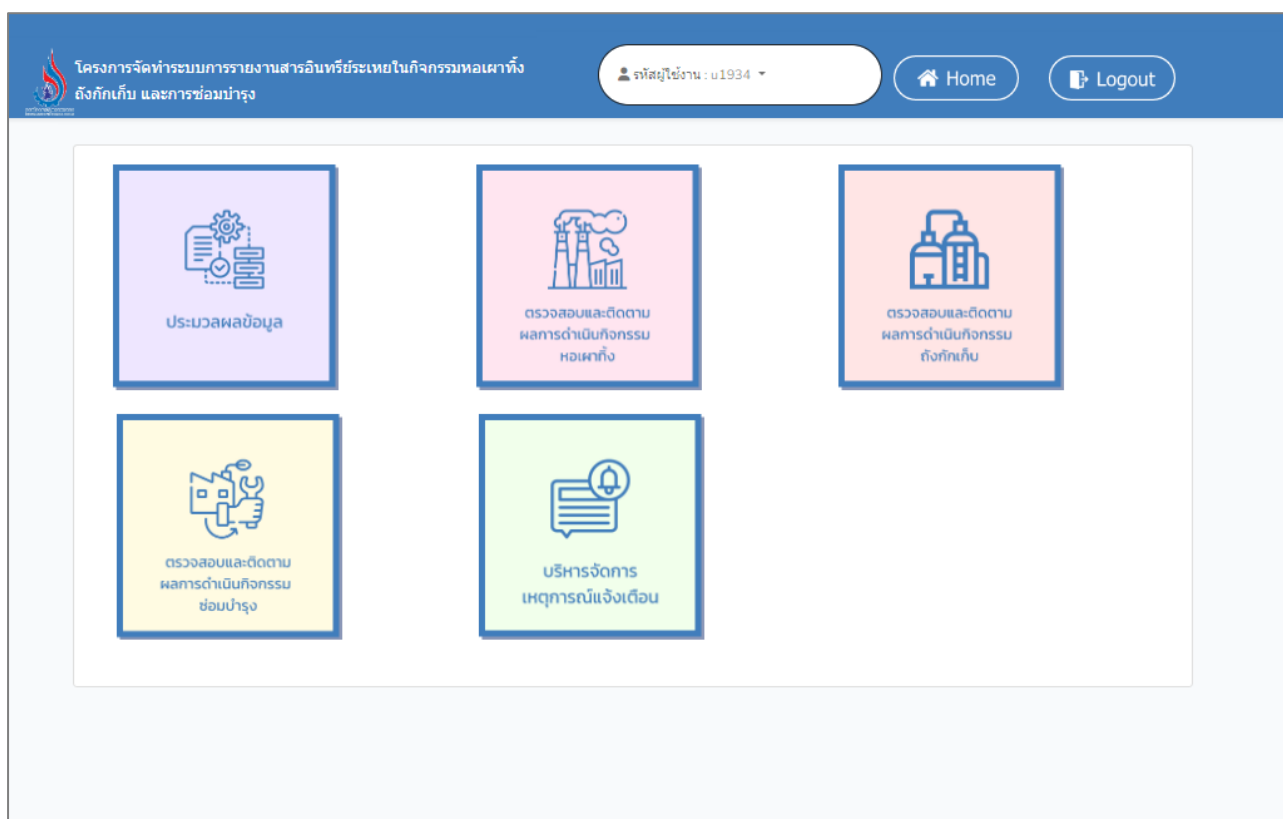 โครงการจัดทำระบบการรายงานสารอินทรีย์ระเหยในกิจกรรมหอเผาทิ้ง
ถังกักเก็บ และการซ่อมบำรุง
รหัสผู้ใช้งาน : u1934
Home
Logout
ประมวลผลข้อมูล
ตรวจสอบและติดตาม
ผลการดำเนินกิจกรรม
หอเผาทิ้ง
ตรวจสอบและติดตาม
ผลการดำเนินกิจกรรม
ถังกักเก็บ
ตรวจสอบและติดตาม
ผลการดำเนินกิจกรรม
ซ่อมบำรุง
บริหารจัดการ
เหตุการณ์แจ้งเตือน